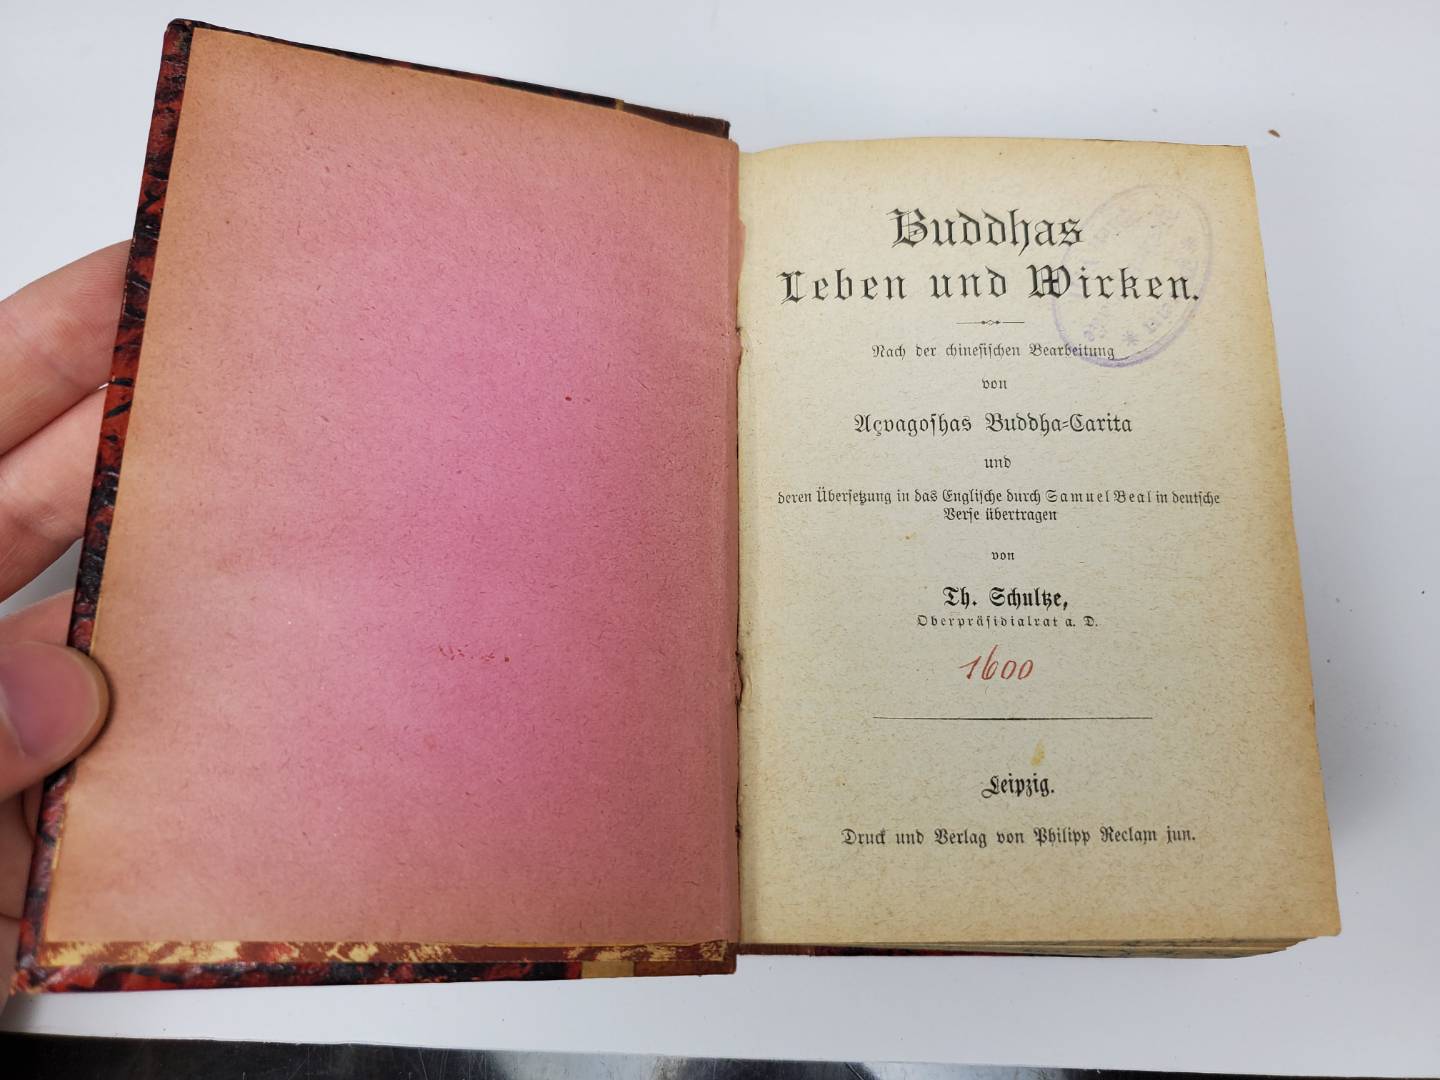 Buddhas
Leben und Wirken.
Nach der chinesischen Bearbeitung
von
Açvagoshas Buddha-Carita
und
deren Übersetzung in das Englische durch Samuel Beal in deutsche
Verse übertragen
von
Th. Schultze,
Oberpräsidialrat a. D.
1600
Leipzig.
Druck und Verlag von Philipp Reclam jun.